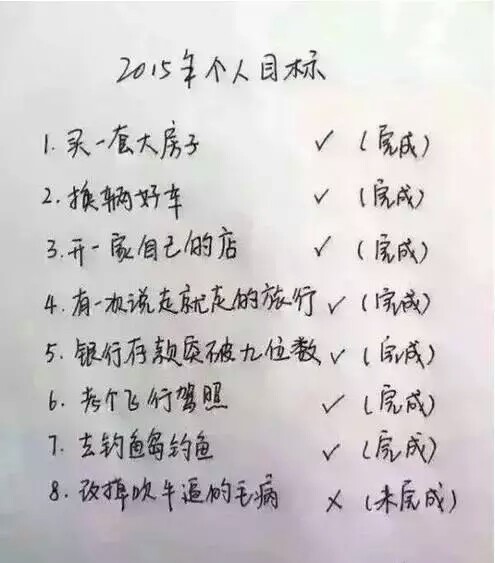 2015年个人目标
1. 买一套大房子 ✓ (完成)
2. 换辆好车 ✓ (完成)
3. 开一家自己的店 ✓ (完成)
4. 有一次说走就走的旅行 ✓ (完成)
5. 银行存款突破九位数 ✓ (完成)
6. 考个飞行驾照 ✓ (完成)
7. 去钓鱼岛钓鱼 ✓ (完成)
8. 改掉吹牛逼的毛病 × (未完成)